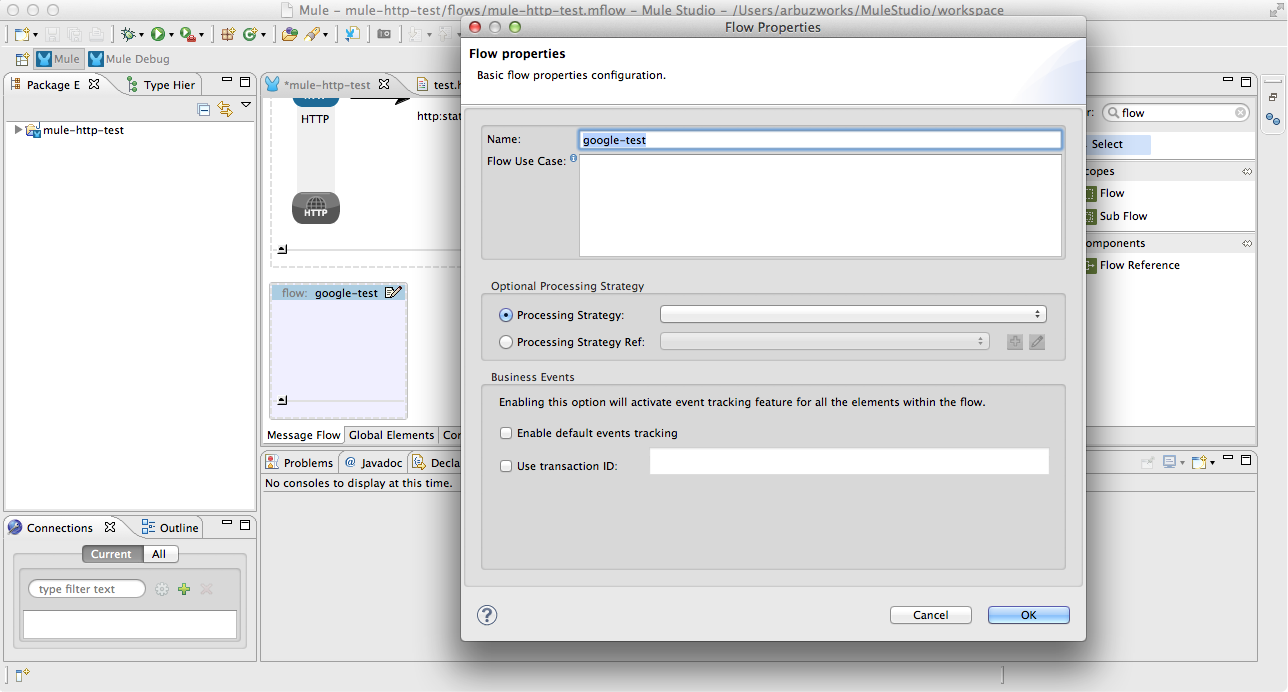 Mule – mule-http-test/flows/mule-http-test.mflow – Mule Studio – /Users/arbuzworks/MuleStudio/workspace
Mule
Mule Debug
Package E
Type Hier
mule-http-test
*mule-http-test
HTTP
http:stat
HTTP
flow: google-test
Message Flow
Global Elements
Problems
@ Javadoc
No consoles to display at this time.
Connections
Outline
Current
All
type filter text
Flow Properties
Flow properties
Basic flow properties configuration.
Name:
google-test
Flow Use Case:
Optional Processing Strategy
Processing Strategy:
Processing Strategy Ref:
Business Events
Enabling this option will activate event tracking feature for all the elements within the flow.
Enable default events tracking
Use transaction ID:
?
Cancel
OK
flow
Select
Flow
Sub Flow
Flow Reference